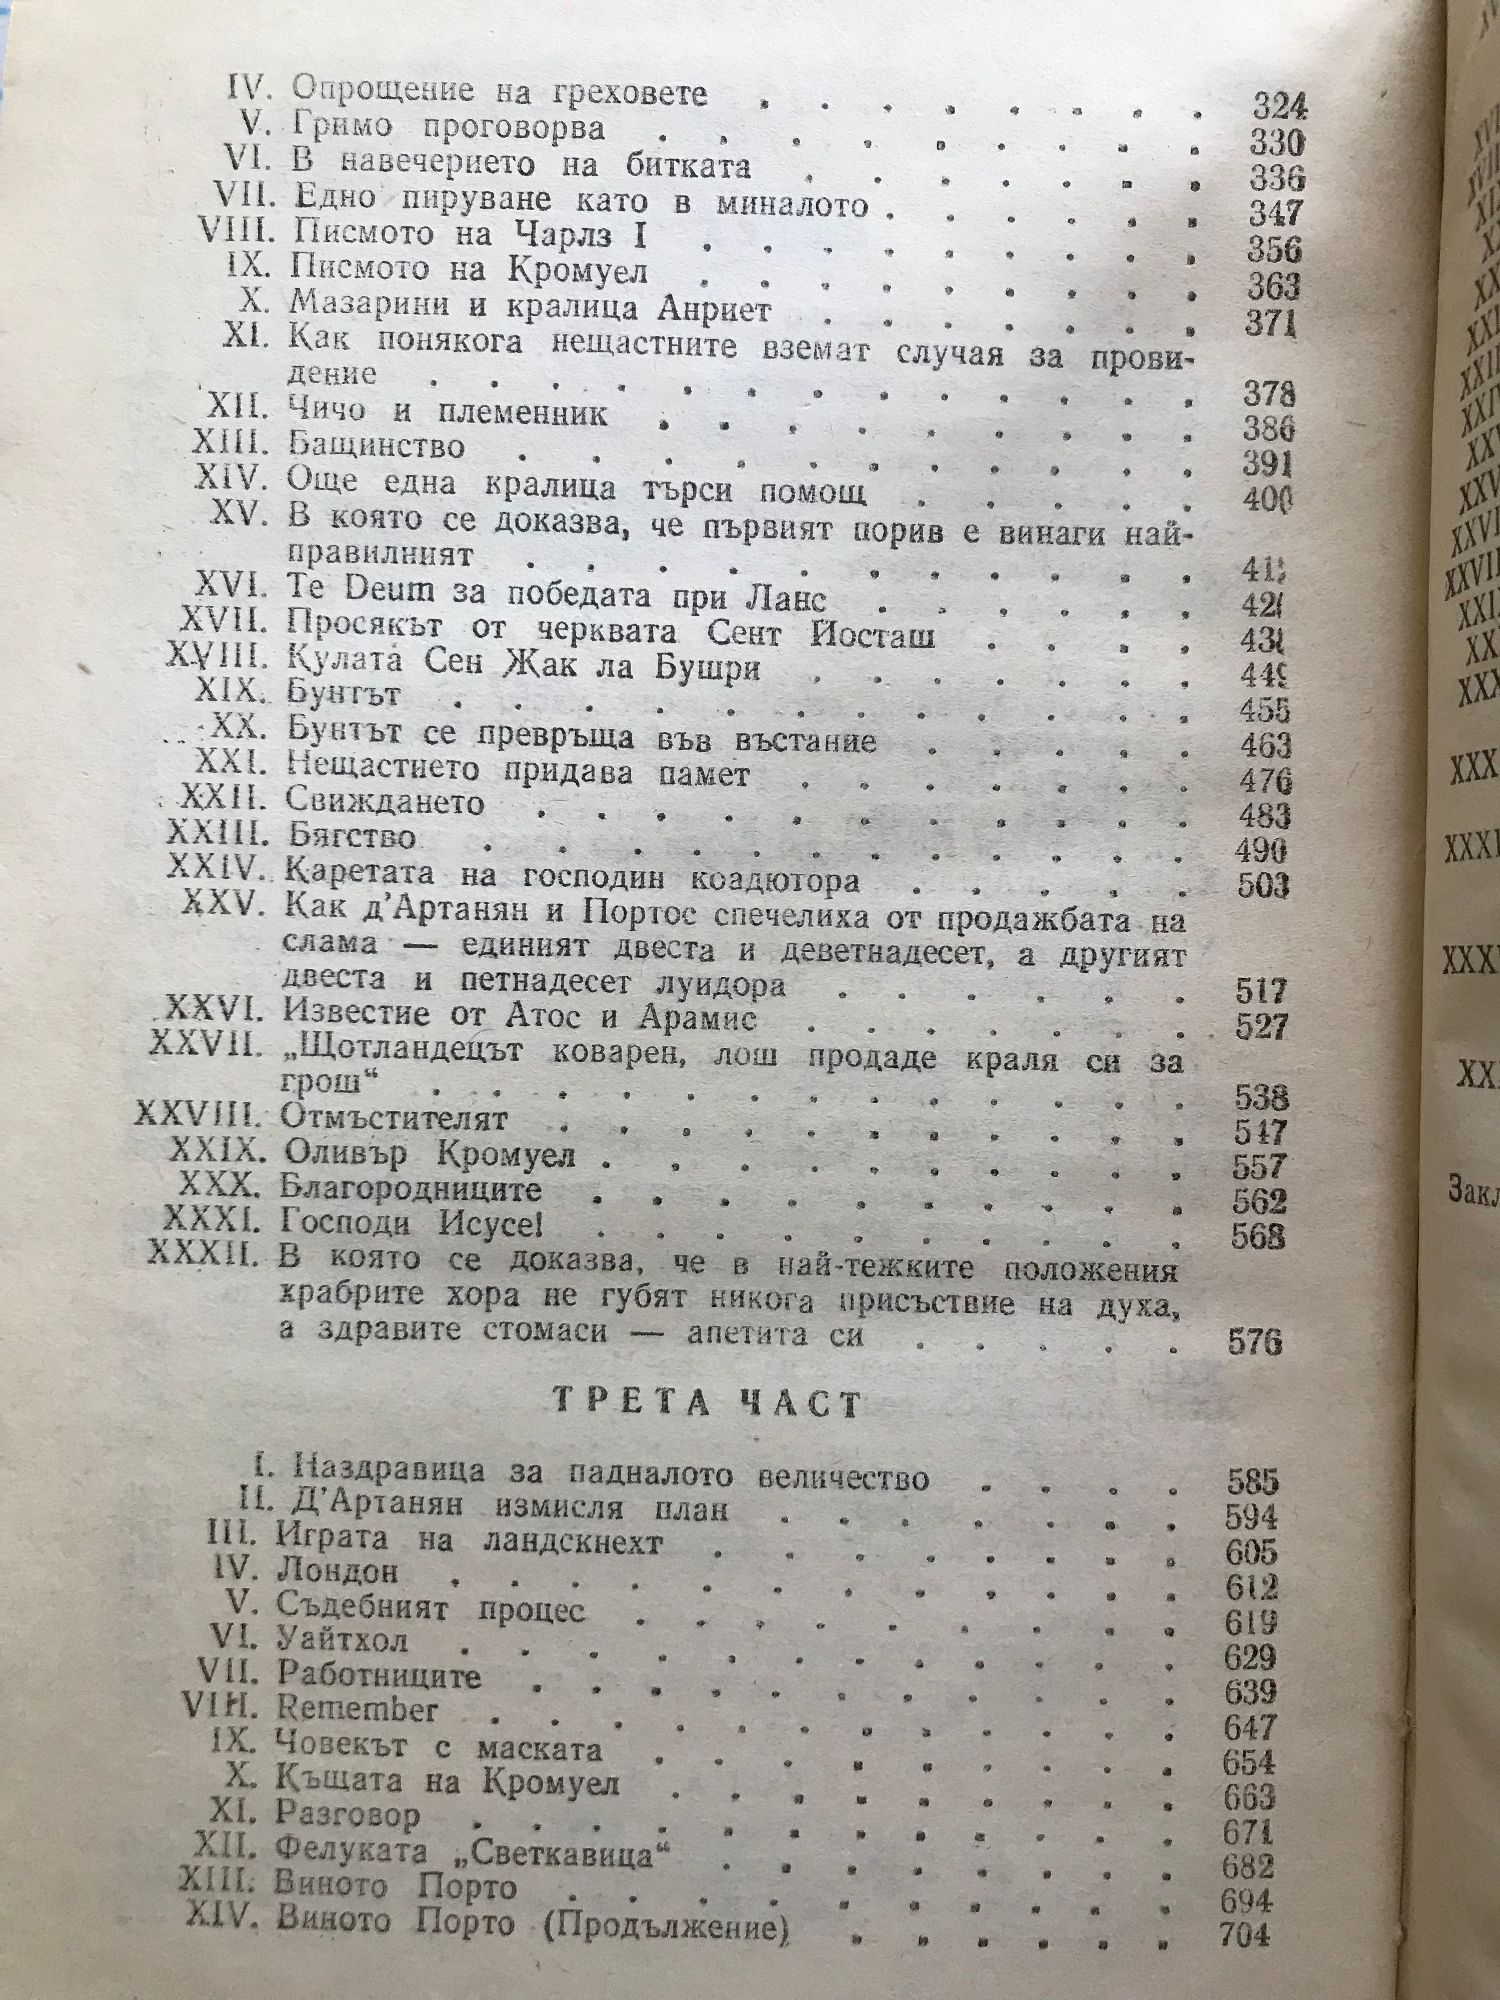 IV. Опрощение на греховете . . . . . . . . 324
V. Гримо проговорва . . . . . . . . . 330
VI. В навечерието на битката . . . . . . . 336
VII. Едно пируване като в миналото . . . . . . 347
VIII. Писмото на Чарлз I . . . . . . . . . 356
IX. Писмото на Кромуел . . . . . . . . . 363
X. Мазарини и кралица Анриет . . . . . . . 371
XI. Как понякога нещастните вземат случая за прови-
дение . . . . . . . . . . . . . 378
XII. Чичо и племенник . . . . . . . . . 386
XIII. Бащинство . . . . . . . . . . 391
XIV. Още една кралица търси помощ . . . . . 400
XV. В която се доказва, че първият порив е винаги най-
правилният . . . . . . . . . . . 41
XVI. Te Deum за победата при Ланс . . . . . . 42
XVII. Просякът от черквата Сент Йосташ . . . . 43
XVIII. Кулата Сен Жак ла Бушри . . . . . . . 449
XIX. Бунтът . . . . . . . . . . . . 455
XX. Бунтът се превръща във въстание . . . . . 463
XXI. Нещастието придава памет . . . . . . . 476
XXII. Свиждането . . . . . . . . . . 483
XXIII. Бягство . . . . . . . . . . . . 490
XXIV. Каретата на господин коадютора . . . . . 503
XXV. Как д'Артанян и Портос спечелиха от продажбата на
слама — единият двеста и деветнадесет, а другият
двеста и петнадесет луидора . . . . . . 517
XXVI. Известие от Атос и Арамис . . . . . . . 527
XXVII. „Щотландецът коварен, лош продаде краля си за
грош“ . . . . . . . . . . . . . 538
XXVIII. Отмъстителят . . . . . . . . . . . 547
XXIX. Оливър Кромуел . . . . . . . . . . 557
XXX. Благородниците . . . . . . . . . . 562
XXXI. Господи Исусе! . . . . . . . . . . 568
XXXII. В която се доказва, че в най-тежките положения
храбрите хора не губят никога присъствие на духа,
а здравите стомаси — апетита си . . . . . 576
ТРЕТА ЧАСТ
I. Наздравица за падналото величество . . . . 585
II. Д'Артанян измисля план . . . . . . . 594
III. Играта на ландскнехт . . . . . . . . 605
IV. Лондон . . . . . . . . . . . . 612
V. Съдебният процес . . . . . . . . . . 619
VI. Уайтхол . . . . . . . . . . . . 629
VII. Работниците . . . . . . . . . . . 639
VIII. Remember . . . . . . . . . . . . 647
IX. Човекът с маската . . . . . . . . . 654
X. Къщата на Кромуел . . . . . . . . . 663
XI. Разговор . . . . . . . . . . . . 671
XII. Фелуката „Светкавица“ . . . . . . . . 682
XIII. Виното Порто . . . . . . . . . . 694
XIV. Виното Порто (Продължение) . . . . . . 704